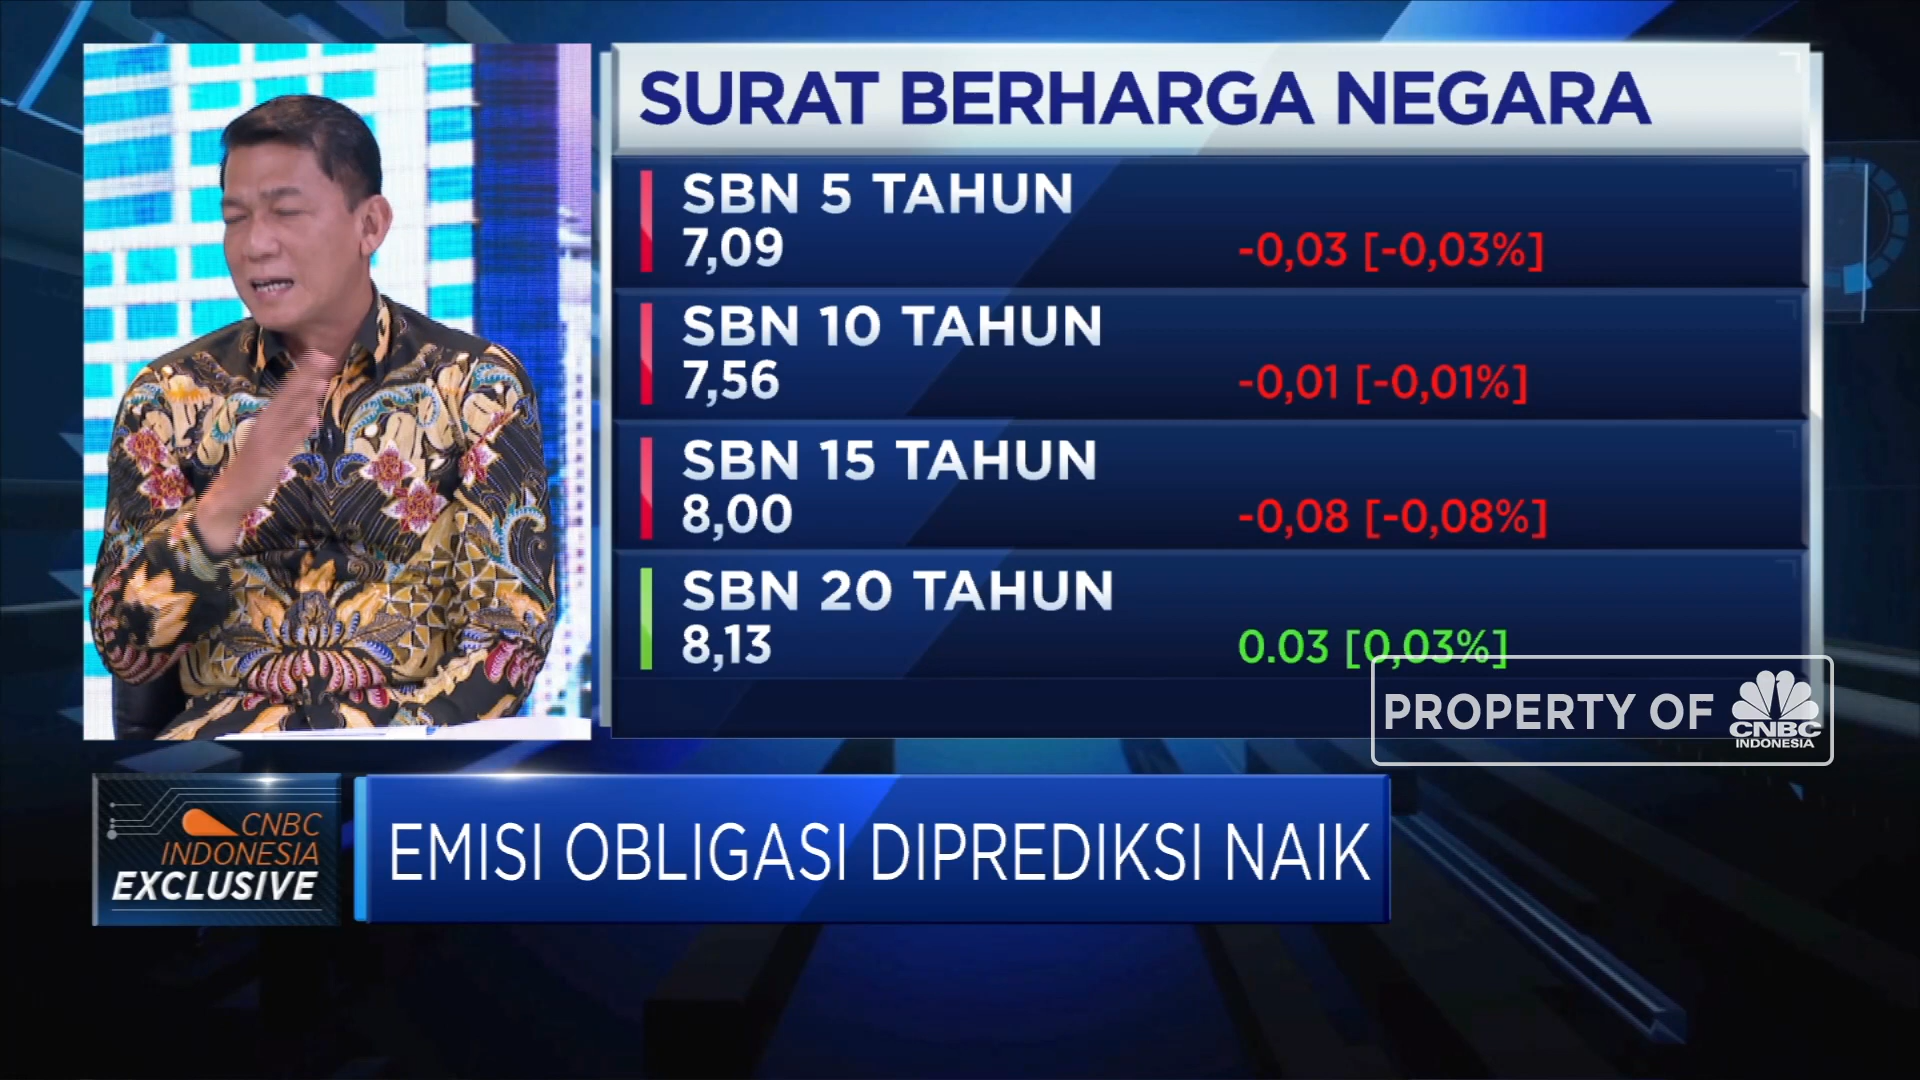 SURAT BERHARGA NEGARA
SBN 5 TAHUN
7,09 -0,03 [-0,03%]
SBN 10 TAHUN
7,56 -0,01 [-0,01%]
SBN 15 TAHUN
8,00 -0,08 [-0,08%]
SBN 20 TAHUN
8,13 0.03 [0,03%]
PROPERTY OF CNBC
INDONESIA
CNBC
INDONESIA
EXCLUSIVE
EMISI OBLIGASI DIPREDIKSI NAIK